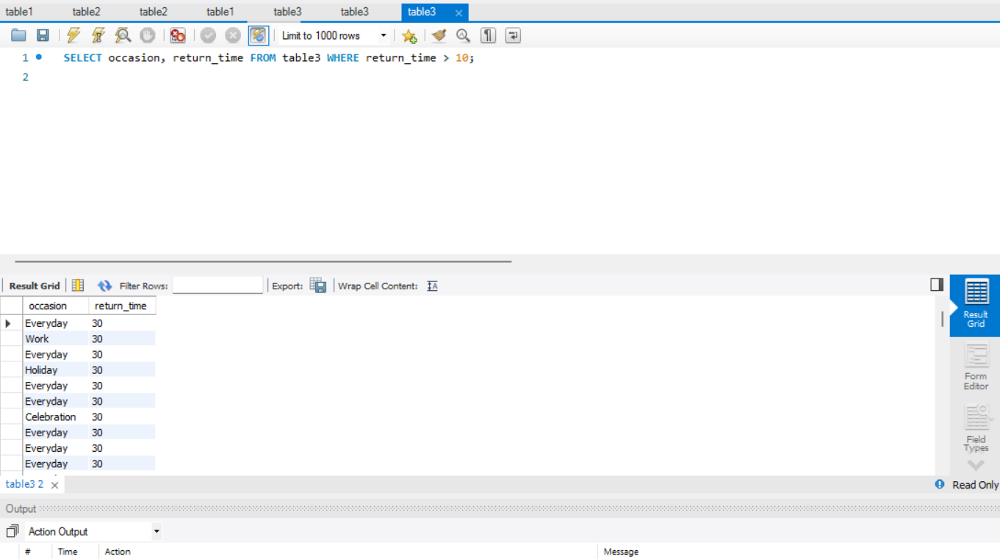 table1 table2 table2 table1 table3 table3 table3
Limit to 1000 rows
1 SELECT occasion, return_time FROM table3 WHERE return_time > 10;
2
Result Grid Filter Rows: Export: Wrap Cell Content:
occasion return_time
Everyday 30
Work 30
Everyday 30
Holiday 30
Everyday 30
Everyday 30
Celebration 30
Everyday 30
Everyday 30
Everyday 30
Result
Grid
Form
Editor
Field
Types
table3 2
Read Only
Output
Action Output
# Time Action Message